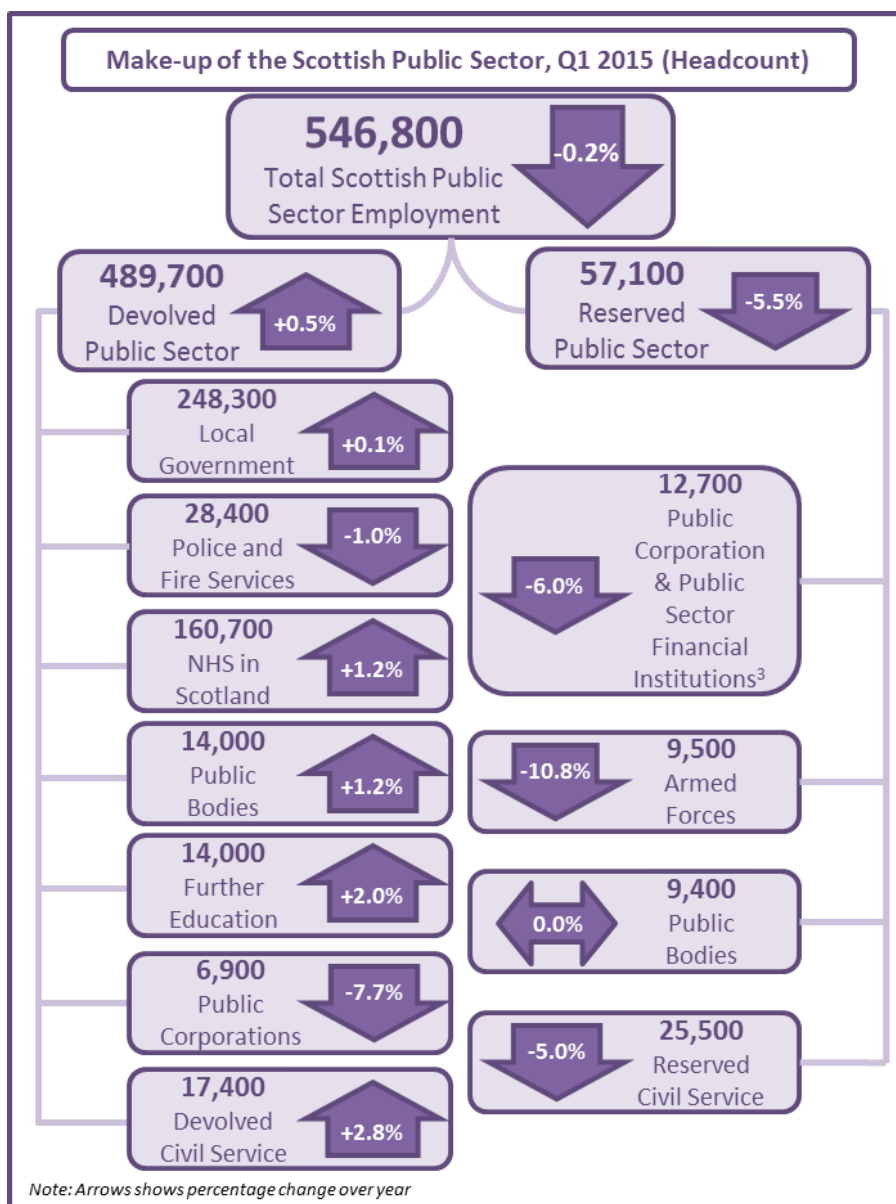 Make-up of the Scottish Public Sector, Q1 2015 (Headcount)
546,800
Total Scottish Public
Sector Employment
-0.2%
489,700
Devolved
Public Sector
+0.5%
57,100
Reserved
Public Sector
-5.5%
248,300
Local
Government
+0.1%
28,400
Police and
Fire Services
-1.0%
160,700
NHS in
Scotland
+1.2%
14,000
Public
Bodies
+1.2%
14,000
Further
Education
+2.0%
6,900
Public
Corporations
-7.7%
17,400
Devolved
Civil Service
+2.8%
12,700
Public
Corporation
& Public
Sector
Financial
Institutions³
-6.0%
9,500
Armed
Forces
-10.8%
9,400
Public
Bodies
0.0%
25,500
Reserved
Civil Service
-5.0%
Note: Arrows shows percentage change over year